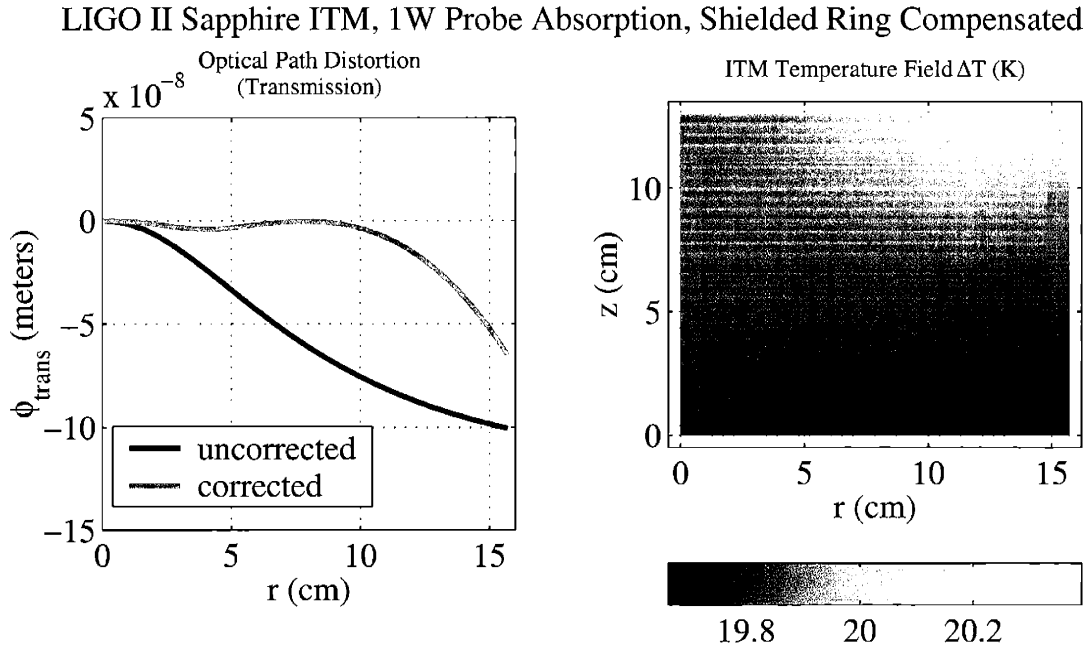 LIGO II Sapphire ITM, 1W Probe Absorption, Shielded Ring Compensated
Optical Path Distortion
(Transmission)
x 10⁻⁸
5
0
−5
−10
−15
ϕtrans (meters)
uncorrected
corrected
0 5 10 15
r (cm)
ITM Temperature Field ΔT (K)
10
5
0
z (cm)
0 5 10 15
r (cm)
19.8 20 20.2